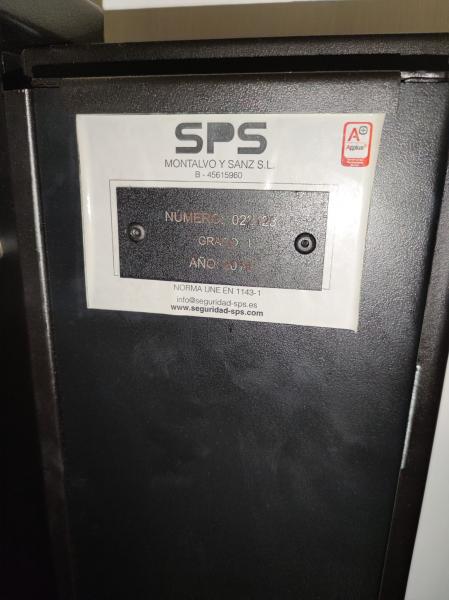 SPS
MONTALVO Y SANZ S.L.
B - 45615960
A+
Applus+
NÚMERO:
GRADO: I
AÑO:
NORMA UNE EN 1143-1
info@seguridad-sps.es
www.seguridad-sps.com